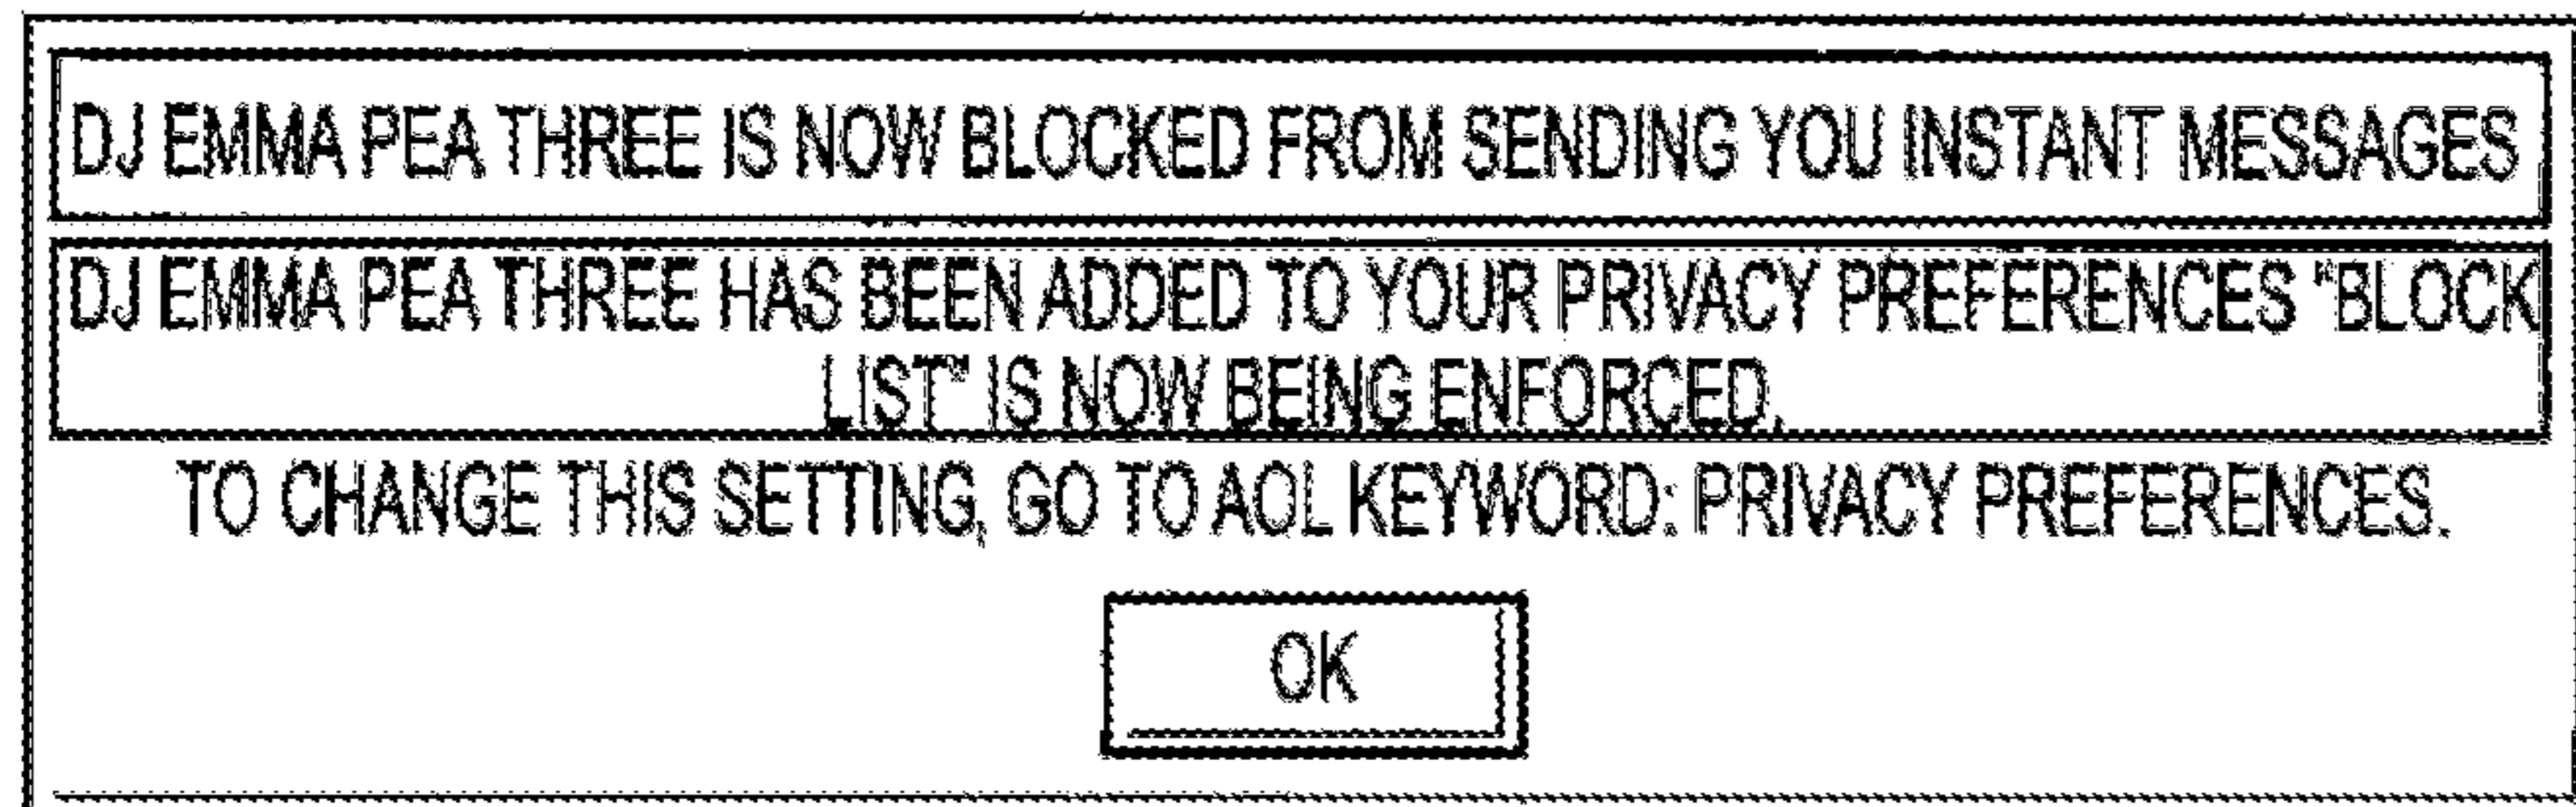 DJ EMMA PEA THREE IS NOW BLOCKED FROM SENDING YOU INSTANT MESSAGES
DJ EMMA PEA THREE HAS BEEN ADDED TO YOUR PRIVACY PREFERENCES "BLOCK
LIST" IS NOW BEING ENFORCED.
TO CHANGE THIS SETTING, GO TO AOL KEYWORD: PRIVACY PREFERENCES.
OK